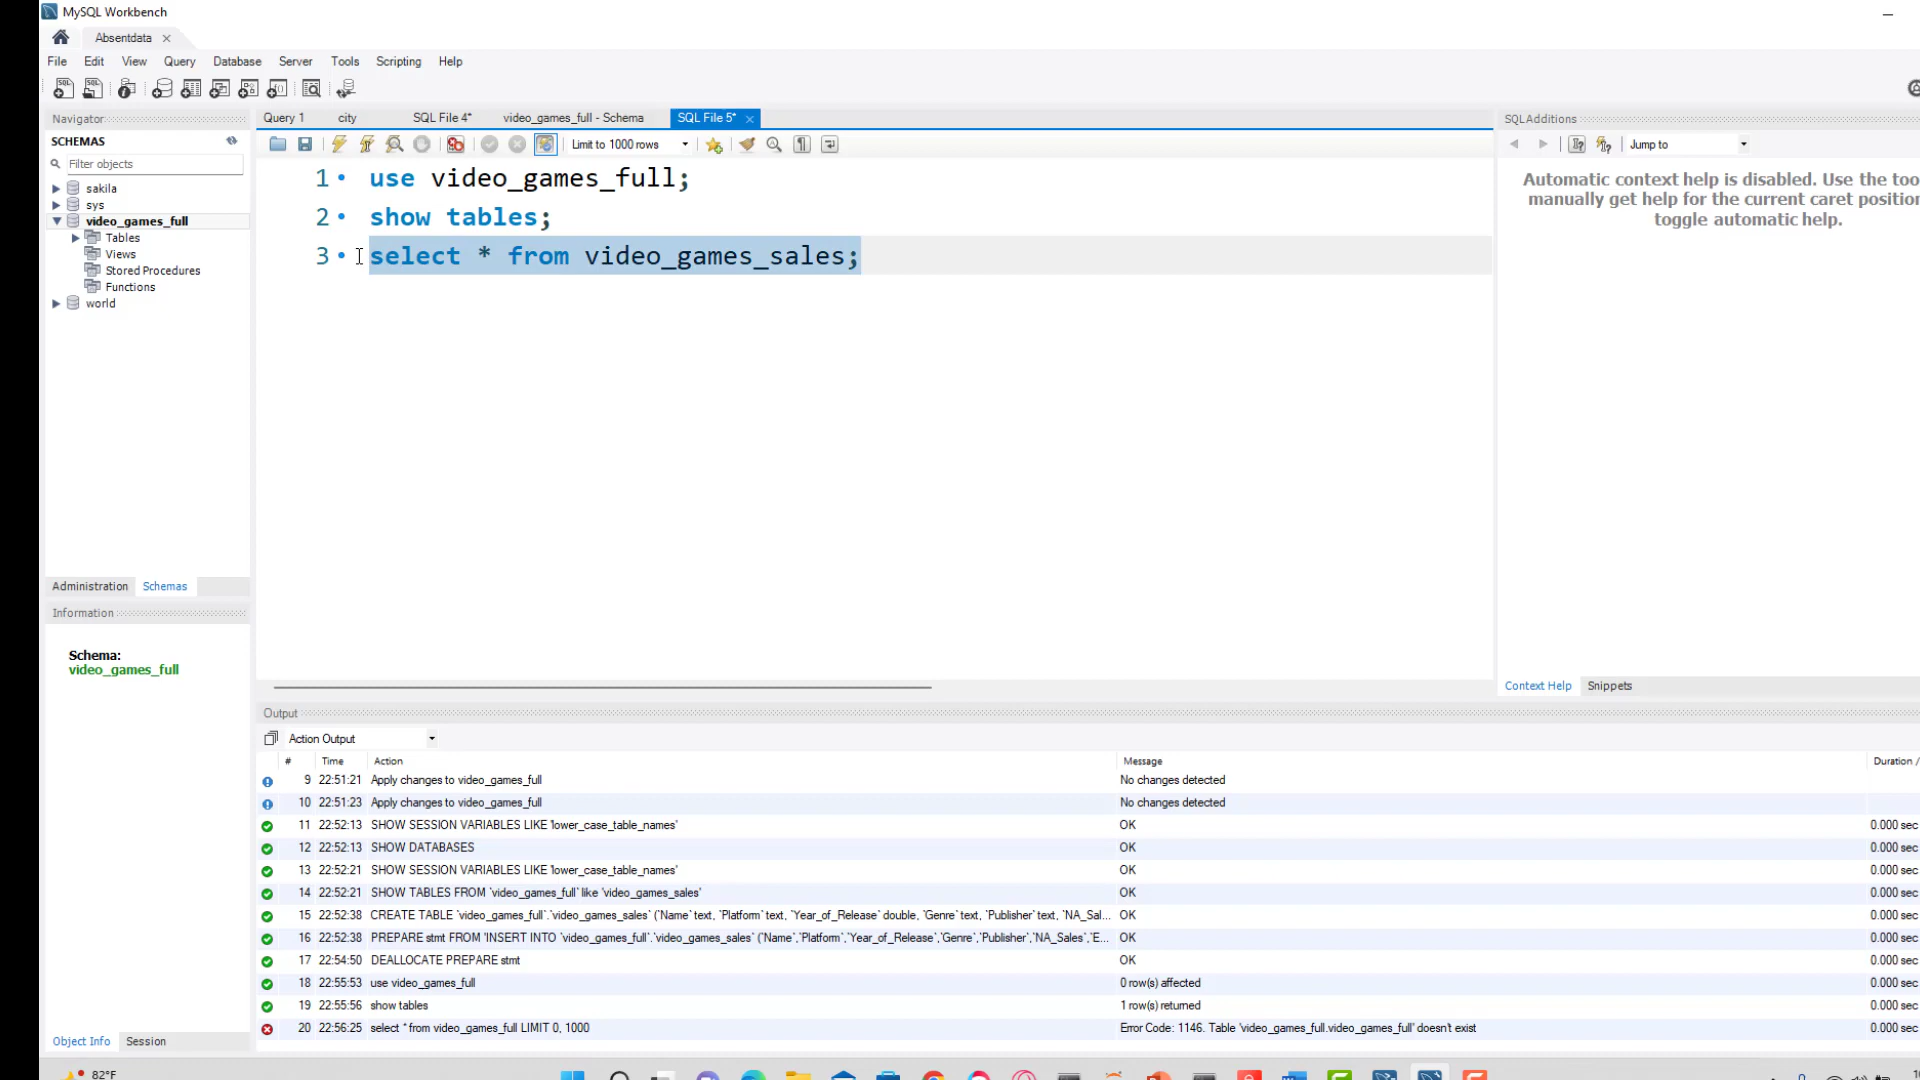 MySQL Workbench
Absentdata
File Edit View Query Database Server Tools Scripting Help
Navigator
SCHEMAS
Filter objects
sakila
sys
video_games_full
Tables
Views
Stored Procedures
Functions
world
Administration Schemas
Information
Schema:
video_games_full
Object Info Session
Query 1 city SQL File 4* video_games_full - Schema SQL File 5*
Limit to 1000 rows
1 use video_games_full;
2 show tables;
3 select * from video_games_sales;
SQLAdditions
Jump to
Automatic context help is disabled. Use the too
manually get help for the current caret position
toggle automatic help.
Context Help Snippets
Output
Action Output
# Time Action Message Duration /
9 22:51:21 Apply changes to video_games_full No changes detected
10 22:51:23 Apply changes to video_games_full No changes detected
11 22:52:13 SHOW SESSION VARIABLES LIKE 'lower_case_table_names' OK 0.000 sec
12 22:52:13 SHOW DATABASES OK 0.000 sec
13 22:52:21 SHOW SESSION VARIABLES LIKE 'lower_case_table_names' OK 0.000 sec
14 22:52:21 SHOW TABLES FROM `video_games_full` like 'video_games_sales' OK 0.000 sec
15 22:52:38 CREATE TABLE `video_games_full`.`video_games_sales` (`Name` text, `Platform` text, `Year_of_Release` double, `Genre` text, `Publisher` text, `NA_Sal... OK 0.000 sec
16 22:52:38 PREPARE stmt FROM 'INSERT INTO `video_games_full`.`video_games_sales` (`Name`,`Platform`,`Year_of_Release`,`Genre`,`Publisher`,`NA_Sales`,`E... OK 0.000 sec
17 22:54:50 DEALLOCATE PREPARE stmt OK 0.000 sec
18 22:55:53 use video_games_full 0 row(s) affected 0.000 sec
19 22:55:56 show tables 1 row(s) returned 0.000 sec
20 22:56:25 select * from video_games_full LIMIT 0, 1000 Error Code: 1146. Table 'video_games_full.video_games_full' doesn't exist 0.000 sec
82°F